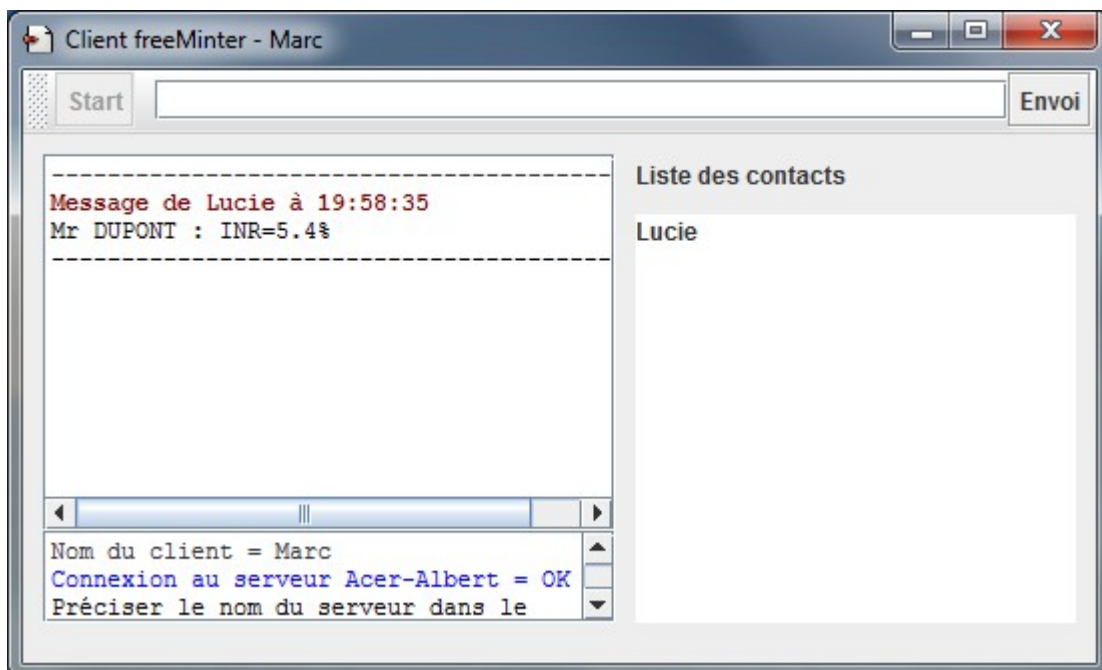 Client freeMinter - Marc
Start
Envoi
----------------------------------------
Message de Lucie à 19:58:35
Mr DUPONT : INR=5.4%
----------------------------------------
Liste des contacts
Lucie
Nom du client = Marc
Connexion au serveur Acer-Albert = OK
Préciser le nom du serveur dans le